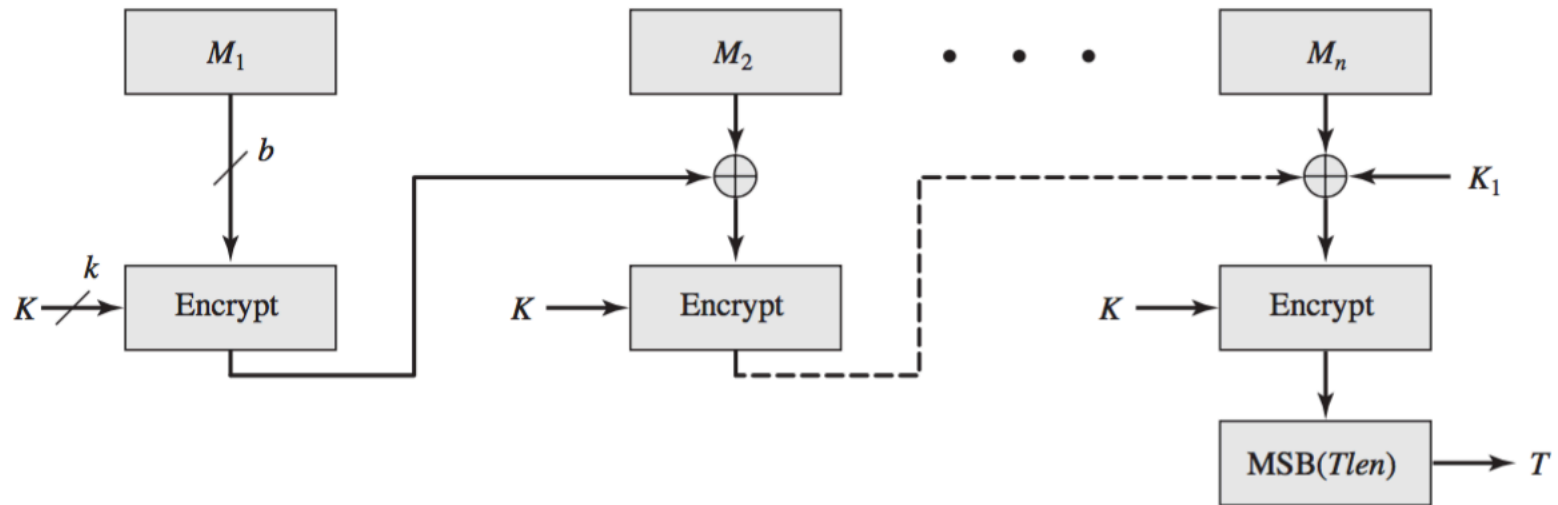 M₁ M₂ • • • Mₙ
b
K₁
k
K Encrypt K Encrypt K Encrypt
MSB(Tlen) T